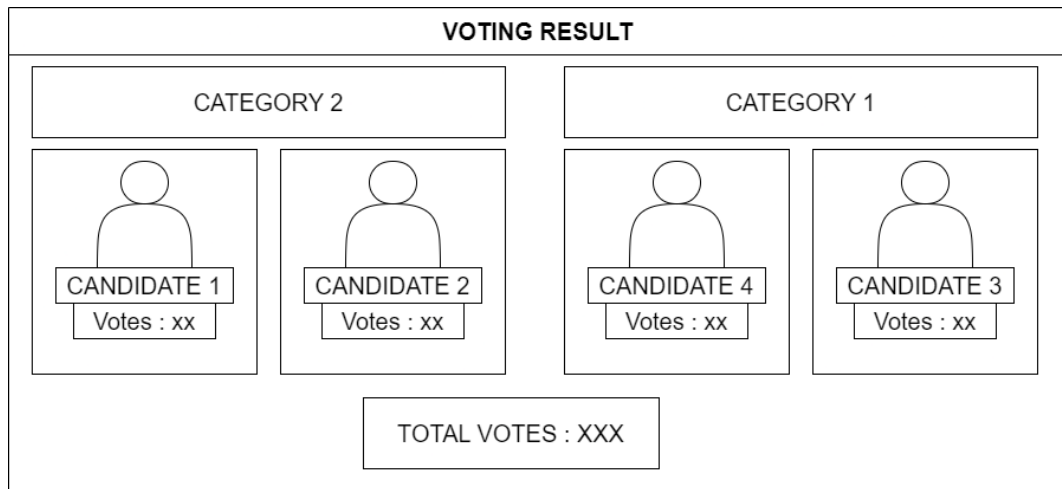 VOTING RESULT
CATEGORY 2
CATEGORY 1
CANDIDATE 1
Votes : xx
CANDIDATE 2
Votes : xx
CANDIDATE 4
Votes : xx
CANDIDATE 3
Votes : xx
TOTAL VOTES : XXX